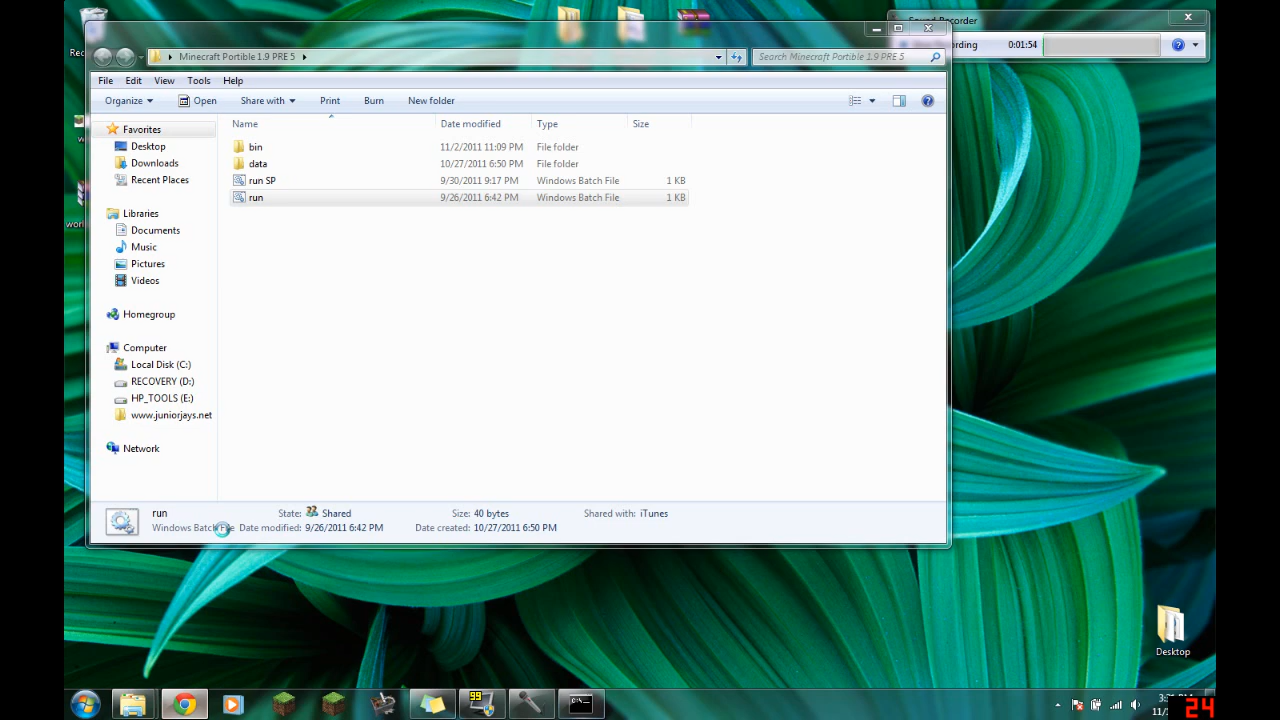 Sound Recorder
Minecraft Portible 1.9 PRE 5
Search Minecraft Portible 1.9 PRE 5
0:01:54
File Edit View Tools Help
Organize Open Share with Print Burn New folder
Name Date modified Type Size
Favorites
Desktop
Downloads
Recent Places
Libraries
Documents
Music
Pictures
Videos
Homegroup
Computer
Local Disk (C:)
RECOVERY (D:)
HP_TOOLS (E:)
www.juniorjays.net
Network
bin 11/2/2011 11:09 PM File folder
data 10/27/2011 6:50 PM File folder
run SP 9/30/2011 9:17 PM Windows Batch File 1 KB
run 9/26/2011 6:42 PM Windows Batch File 1 KB
run State: Shared Size: 40 bytes Shared with: iTunes
Windows Batch File Date modified: 9/26/2011 6:42 PM Date created: 10/27/2011 6:50 PM
Desktop
99
24